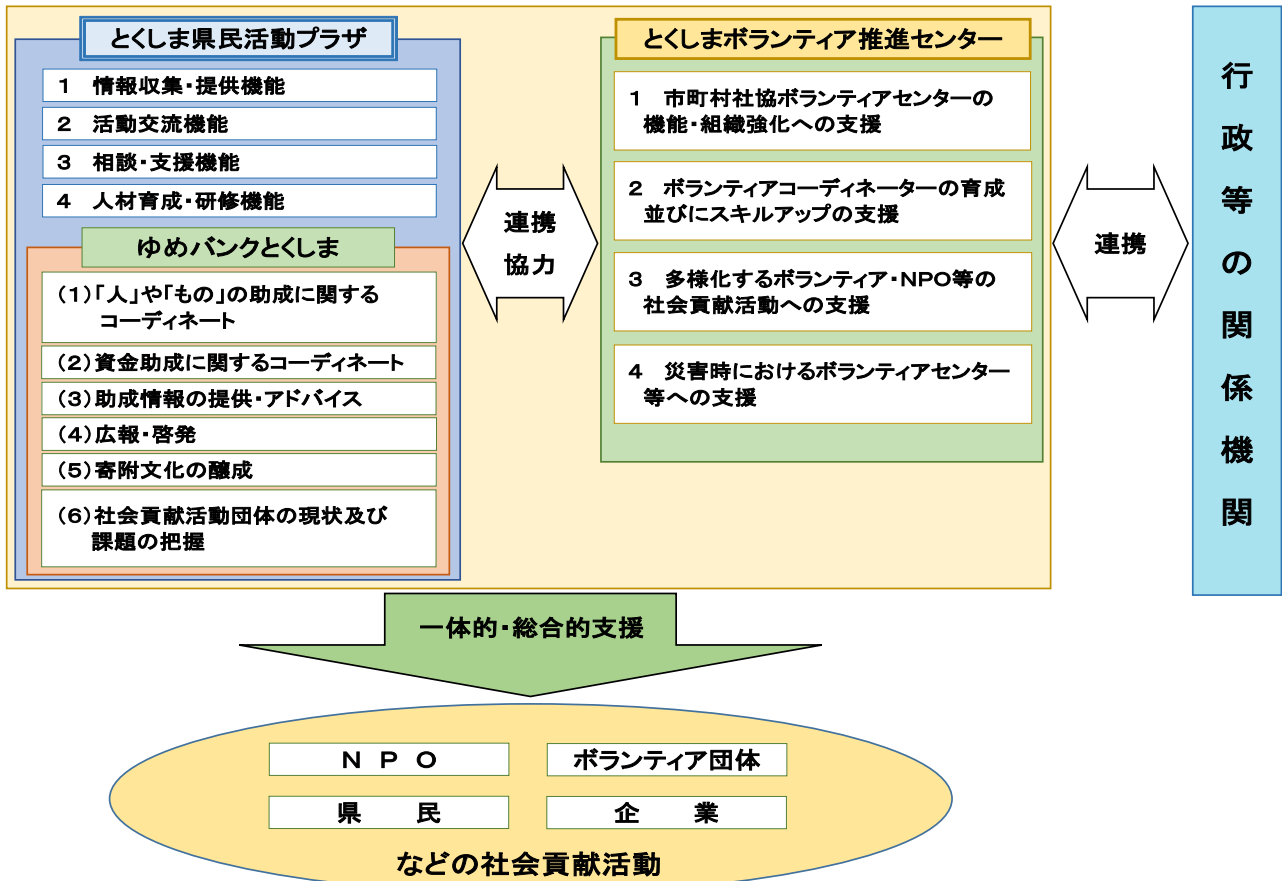 とくしま県民活動プラザ
1 情報収集・提供機能
2 活動交流機能
3 相談・支援機能
4 人材育成・研修機能
ゆめバンクとくしま
(1)「人」や「もの」の助成に関する
コーディネート
(2)資金助成に関するコーディネート
(3)助成情報の提供・アドバイス
(4)広報・啓発
(5)寄附文化の醸成
(6)社会貢献活動団体の現状及び
課題の把握
連携
協力
とくしまボランティア推進センター
1 市町村社協ボランティアセンターの
機能・組織強化への支援
2 ボランティアコーディネーターの育成
並びにスキルアップの支援
3 多様化するボランティア・NPO等の
社会貢献活動への支援
4 災害時におけるボランティアセンター
等への支援
連携
行政等の関係機関
一体的・総合的支援
NPO
ボランティア団体
県 民
企 業
などの社会貢献活動